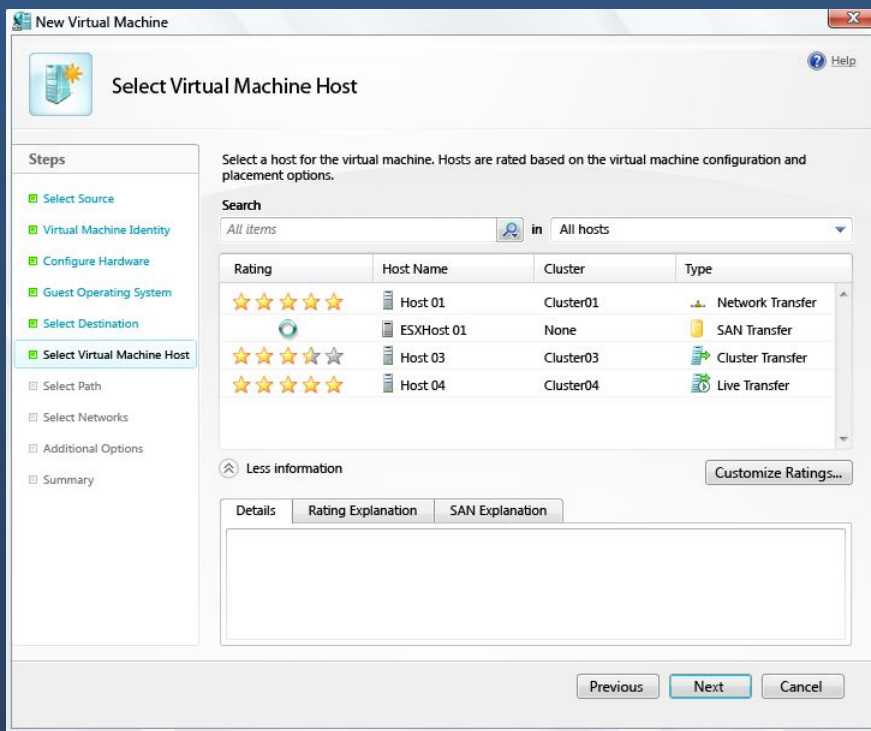 New Virtual Machine
Select Virtual Machine Host
Help
Steps
Select Source
Virtual Machine Identity
Configure Hardware
Guest Operating System
Select Destination
Select Virtual Machine Host
Select Path
Select Networks
Additional Options
Summary
Select a host for the virtual machine. Hosts are rated based on the virtual machine configuration and
placement options.
Search
All items in All hosts
Rating Host Name Cluster Type
Host 01 Cluster01 Network Transfer
ESXHost 01 None SAN Transfer
Host 03 Cluster03 Cluster Transfer
Host 04 Cluster04 Live Transfer
Less information Customize Ratings...
Details Rating Explanation SAN Explanation
Previous Next Cancel